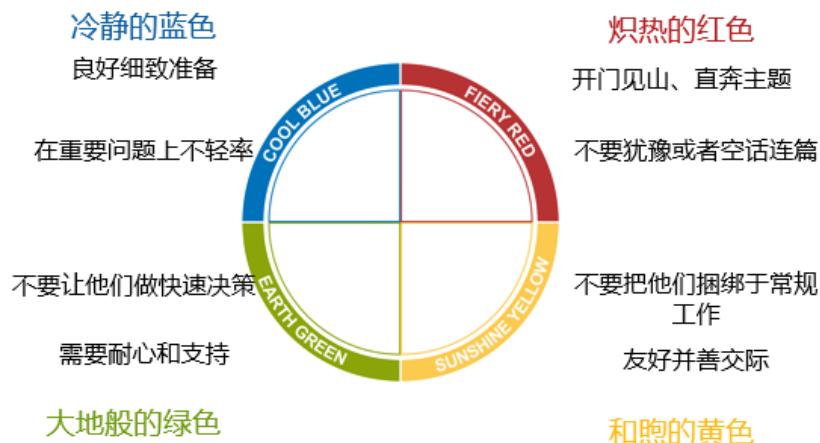 冷静的蓝色
良好细致准备
在重要问题上不轻率
炽热的红色
开门见山、直奔主题
不要犹豫或者空话连篇
COOL BLUE
FIERY RED
EARTH GREEN
SUNSHINE YELLOW
不要让他们做快速决策
需要耐心和支持
大地般的绿色
不要把他们捆绑于常规
工作
友好并善交际
和煦的黄色